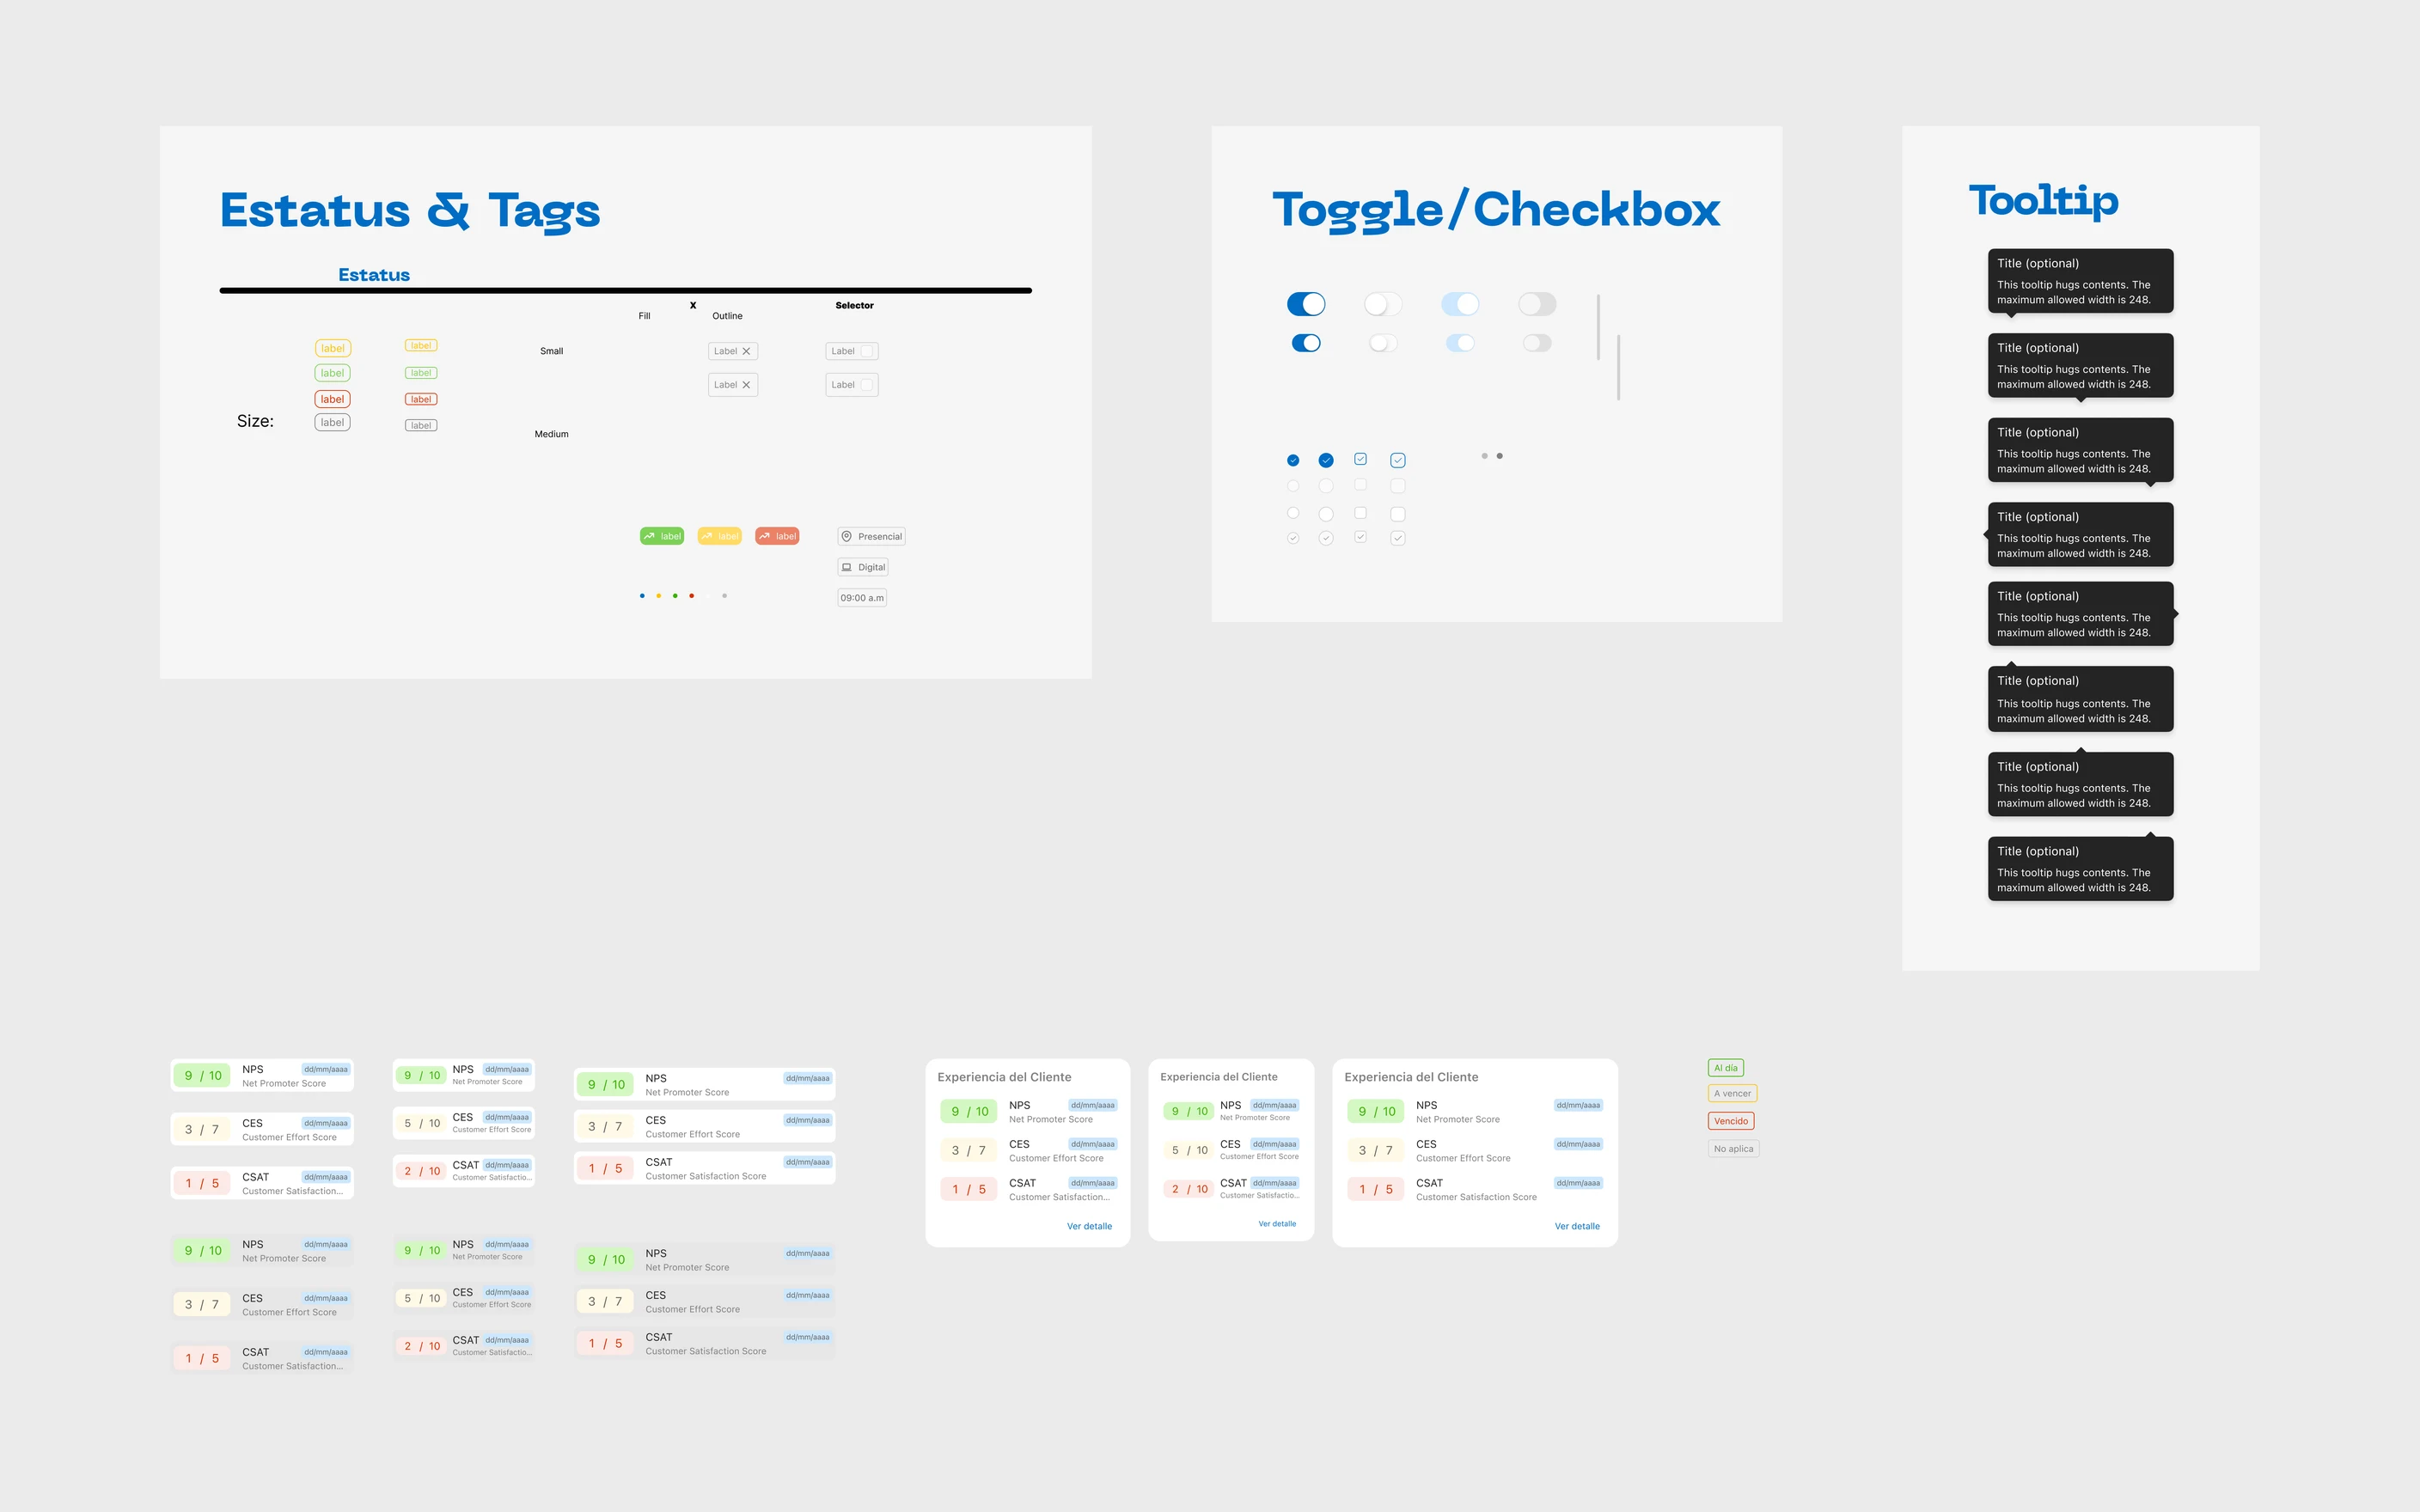 Estatus & Tags
Estatus
X
Selector
Fill
Outline
label
label
Small
Label
Label
label
label
Label
Label
label
label
Size:
label
label
Medium
label
label
label
Presencial
Digital
09:00 a.m
Toggle/Checkbox
Tooltip
Title (optional)
This tooltip hugs contents. The
maximum allowed width is 248.
Title (optional)
This tooltip hugs contents. The
maximum allowed width is 248.
Title (optional)
This tooltip hugs contents. The
maximum allowed width is 248.
Title (optional)
This tooltip hugs contents. The
maximum allowed width is 248.
Title (optional)
This tooltip hugs contents. The
maximum allowed width is 248.
Title (optional)
This tooltip hugs contents. The
maximum allowed width is 248.
Title (optional)
This tooltip hugs contents. The
maximum allowed width is 248.
Title (optional)
This tooltip hugs contents. The
maximum allowed width is 248.
9 / 10 NPS dd/mm/aaaa
Net Promoter Score
3 / 7 CES dd/mm/aaaa
Customer Effort Score
1 / 5 CSAT dd/mm/aaaa
Customer Satisfaction...
9 / 10 NPS dd/mm/aaaa
Net Promoter Score
3 / 7 CES dd/mm/aaaa
Customer Effort Score
1 / 5 CSAT dd/mm/aaaa
Customer Satisfaction...
9 / 10 NPS dd/mm/aaaa
Net Promoter Score
5 / 10 CES dd/mm/aaaa
Customer Effort Score
2 / 10 CSAT dd/mm/aaaa
Customer Satisfactio...
9 / 10 NPS dd/mm/aaaa
Net Promoter Score
5 / 10 CES dd/mm/aaaa
Customer Effort Score
2 / 10 CSAT dd/mm/aaaa
Customer Satisfactio...
9 / 10 NPS dd/mm/aaaa
Net Promoter Score
3 / 7 CES dd/mm/aaaa
Customer Effort Score
1 / 5 CSAT dd/mm/aaaa
Customer Satisfaction Score
9 / 10 NPS dd/mm/aaaa
Net Promoter Score
3 / 7 CES dd/mm/aaaa
Customer Effort Score
1 / 5 CSAT dd/mm/aaaa
Customer Satisfaction Score
Experiencia del Cliente
9 / 10 NPS dd/mm/aaaa
Net Promoter Score
3 / 7 CES dd/mm/aaaa
Customer Effort Score
1 / 5 CSAT dd/mm/aaaa
Customer Satisfaction...
Ver detalle
Experiencia del Cliente
9 / 10 NPS dd/mm/aaaa
Net Promoter Score
5 / 10 CES dd/mm/aaaa
Customer Effort Score
2 / 10 CSAT dd/mm/aaaa
Customer Satisfactio...
Ver detalle
Experiencia del Cliente
9 / 10 NPS dd/mm/aaaa
Net Promoter Score
3 / 7 CES dd/mm/aaaa
Customer Effort Score
1 / 5 CSAT dd/mm/aaaa
Customer Satisfaction Score
Ver detalle
Al día
A vencer
Vencido
No aplica